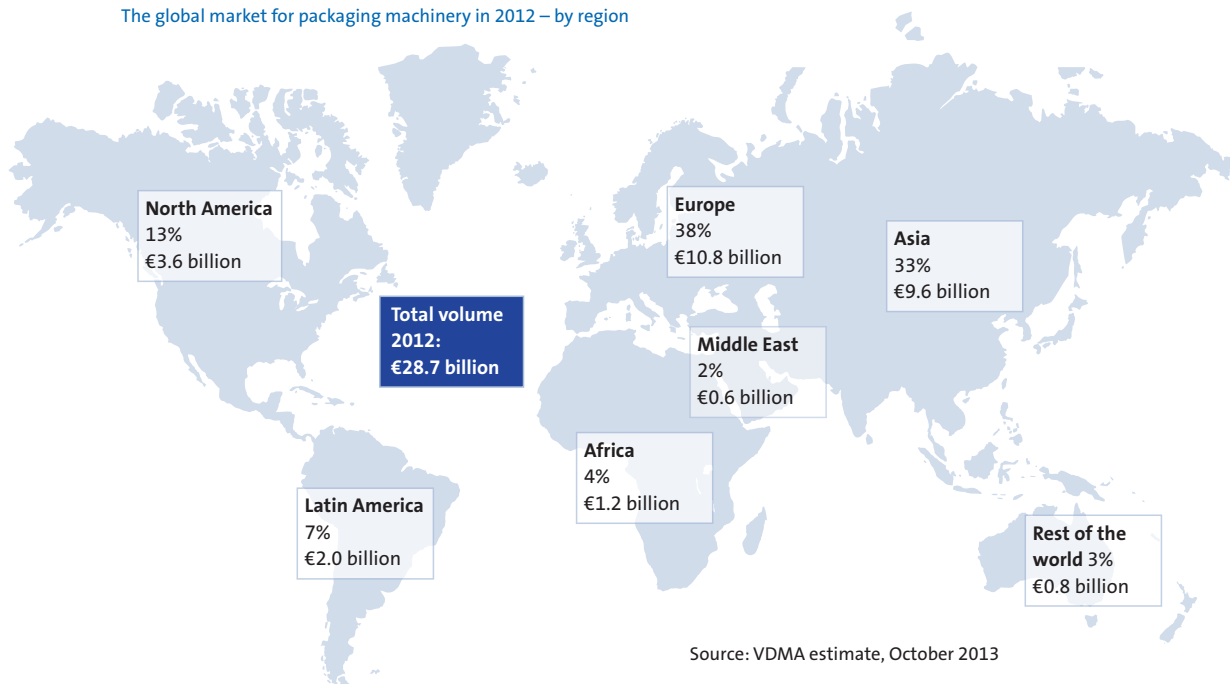 The global market for packaging machinery in 2012 – by region
North America
13%
€3.6 billion
Europe
38%
€10.8 billion
Asia
33%
€9.6 billion
Total volume
2012:
€28.7 billion
Middle East
2%
€0.6 billion
Africa
4%
€1.2 billion
Latin America
7%
€2.0 billion
Rest of the
world 3%
€0.8 billion
Source: VDMA estimate, October 2013